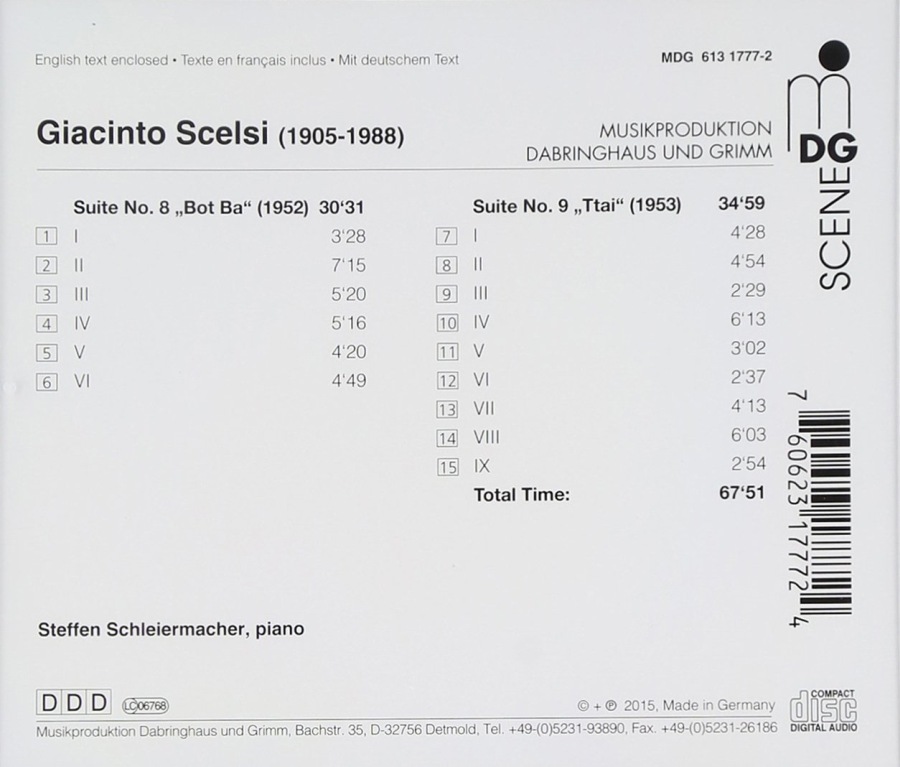 English text enclosed • Texte en français inclus • Mit deutschem Text
MDG 613 1777-2
Giacinto Scelsi (1905-1988)
MUSIKPRODUKTION
DABRINGHAUS UND GRIMM
DG
SCENE
Suite No. 8 „Bot Ba“ (1952) 30‘31
1 I 3‘28
2 II 7‘15
3 III 5‘20
4 IV 5‘16
5 V 4‘20
6 VI 4‘49
Suite No. 9 „Ttai“ (1953) 34‘59
7 I 4‘28
8 II 4‘54
9 III 2‘29
10 IV 6‘13
11 V 3‘02
12 VI 2‘37
13 VII 4‘13
14 VIII 6‘03
15 IX 2‘54
Total Time: 67‘51
7 60623 17772 4
Steffen Schleiermacher, piano
DDD LC 06768
© + ℗ 2015, Made in Germany
Musikproduktion Dabringhaus und Grimm, Bachstr. 35, D-32756 Detmold, Tel. +49-(0)5231-93890, Fax. +49-(0)5231-26186
COMPACT
disc
DIGITAL AUDIO